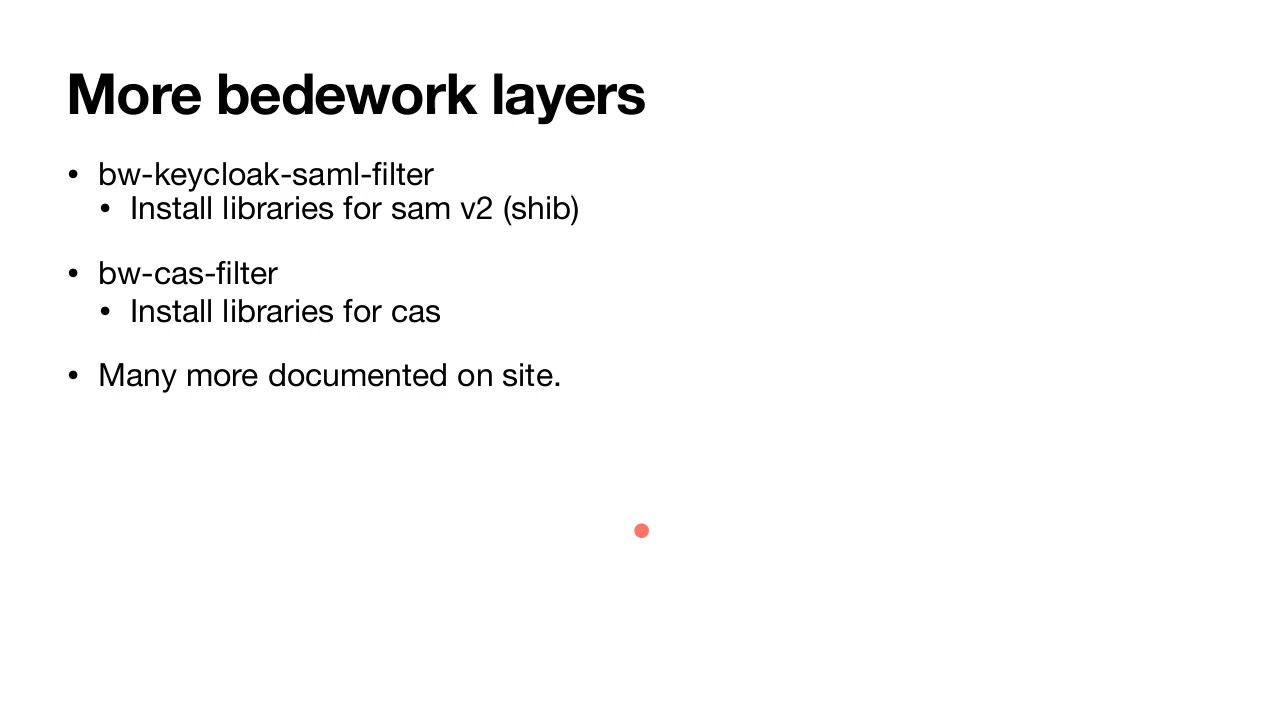 More bedework layers
• bw-keycloak-saml-filter
• Install libraries for sam v2 (shib)
• bw-cas-filter
• Install libraries for cas
• Many more documented on site.